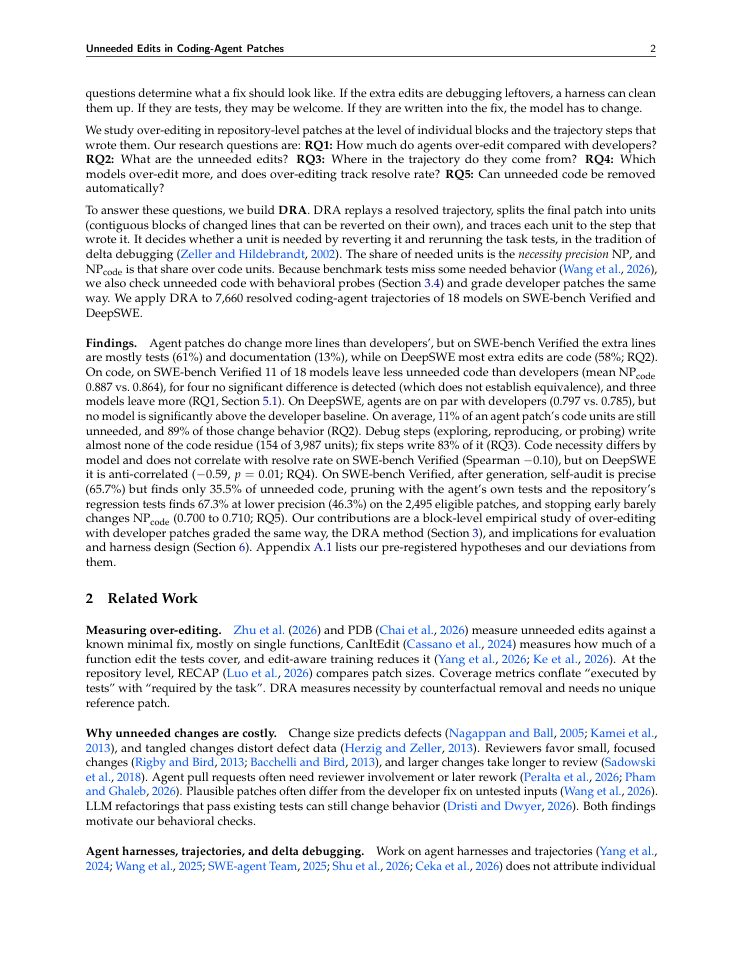 Unneeded Edits in Coding-Agent Patches 2
questions determine what a fix should look like. If the extra edits are debugging leftovers, a harness can clean
them up. If they are tests, they may be welcome. If they are written into the fix, the model has to change.
We study over-editing in repository-level patches at the level of individual blocks and the trajectory steps that
wrote them. Our research questions are: RQ1: How much do agents over-edit compared with developers?
RQ2: What are the unneeded edits? RQ3: Where in the trajectory do they come from? RQ4: Which
models over-edit more, and does over-editing track resolve rate? RQ5: Can unneeded code be removed
automatically?
To answer these questions, we build DRA. DRA replays a resolved trajectory, splits the final patch into units
(contiguous blocks of changed lines that can be reverted on their own), and traces each unit to the step that
wrote it. It decides whether a unit is needed by reverting it and rerunning the task tests, in the tradition of
delta debugging (Zeller and Hildebrandt, 2002). The share of needed units is the necessity precision NP, and
NPcode is that share over code units. Because benchmark tests miss some needed behavior (Wang et al., 2026),
we also check unneeded code with behavioral probes (Section 3.4) and grade developer patches the same
way. We apply DRA to 7,660 resolved coding-agent trajectories of 18 models on SWE-bench Verified and
DeepSWE.
Findings. Agent patches do change more lines than developers’, but on SWE-bench Verified the extra lines
are mostly tests (61%) and documentation (13%), while on DeepSWE most extra edits are code (58%; RQ2).
On code, on SWE-bench Verified 11 of 18 models leave less unneeded code than developers (mean NPcode
0.887 vs. 0.864), for four no significant difference is detected (which does not establish equivalence), and three
models leave more (RQ1, Section 5.1). On DeepSWE, agents are on par with developers (0.797 vs. 0.785), but
no model is significantly above the developer baseline. On average, 11% of an agent patch’s code units are still
unneeded, and 89% of those change behavior (RQ2). Debug steps (exploring, reproducing, or probing) write
almost none of the code residue (154 of 3,987 units); fix steps write 83% of it (RQ3). Code necessity differs by
model and does not correlate with resolve rate on SWE-bench Verified (Spearman −0.10), but on DeepSWE
it is anti-correlated (−0.59, p = 0.01; RQ4). On SWE-bench Verified, after generation, self-audit is precise
(65.7%) but finds only 35.5% of unneeded code, pruning with the agent’s own tests and the repository’s
regression tests finds 67.3% at lower precision (46.3%) on the 2,495 eligible patches, and stopping early barely
changes NPcode (0.700 to 0.710; RQ5). Our contributions are a block-level empirical study of over-editing
with developer patches graded the same way, the DRA method (Section 3), and implications for evaluation
and harness design (Section 6). Appendix A.1 lists our pre-registered hypotheses and our deviations from
them.
2 Related Work
Measuring over-editing. Zhu et al. (2026) and PDB (Chai et al., 2026) measure unneeded edits against a
known minimal fix, mostly on single functions, CanItEdit (Cassano et al., 2024) measures how much of a
function edit the tests cover, and edit-aware training reduces it (Yang et al., 2026; Ke et al., 2026). At the
repository level, RECAP (Luo et al., 2026) compares patch sizes. Coverage metrics conflate “executed by
tests” with “required by the task”. DRA measures necessity by counterfactual removal and needs no unique
reference patch.
Why unneeded changes are costly. Change size predicts defects (Nagappan and Ball, 2005; Kamei et al.,
2013), and tangled changes distort defect data (Herzig and Zeller, 2013). Reviewers favor small, focused
changes (Rigby and Bird, 2013; Bacchelli and Bird, 2013), and larger changes take longer to review (Sadowski
et al., 2018). Agent pull requests often need reviewer involvement or later rework (Peralta et al., 2026; Pham
and Ghaleb, 2026). Plausible patches often differ from the developer fix on untested inputs (Wang et al., 2026).
LLM refactorings that pass existing tests can still change behavior (Dristi and Dwyer, 2026). Both findings
motivate our behavioral checks.
Agent harnesses, trajectories, and delta debugging. Work on agent harnesses and trajectories (Yang et al.,
2024; Wang et al., 2025; SWE-agent Team, 2025; Shu et al., 2026; Ceka et al., 2026) does not attribute individual